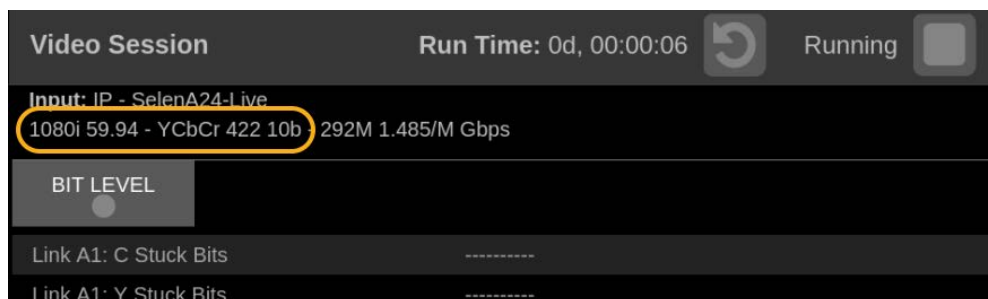 Video Session Run Time: 0d, 00:00:06 Running
Input: IP - SelenA24-Live
1080i 59.94 - YCbCr 422 10b - 292M 1.485/M Gbps
BIT LEVEL
Link A1: C Stuck Bits ----------
Link A1: Y Stuck Bits ----------